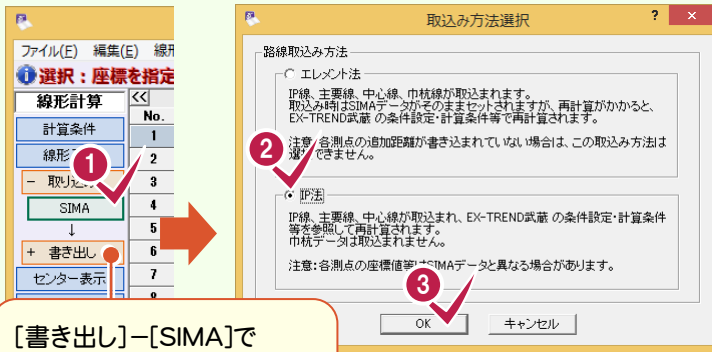 ファイル(F) 編集(E) 線形
選択：座標を指定
線形計算
<<
No.
計算条件
1
線形
2
－ 取り込み
3
SIMA
4
↓
5
＋ 書き出し
6
センター表示
7
8
1
[書き出し]－[SIMA]で
取込み方法選択
? ×
路線取込み方法
エレメント法
IP線、主要線、中心線、巾杭線が取込まれます。
取込み時はSIMAデータがそのままセットされますが、再計算がかかると、
EX-TREND武蔵 の条件設定・計算条件等で再計算されます。
注意:各測点の追加距離が書き込まれていない場合は、この取込み方法は
選択できません。
2
IP法
IP線、主要線、中心線が取込まれ、EX-TREND武蔵 の条件設定・計算条件
等を参照して再計算されます。
巾杭データは取込まれません。
注意:各測点の座標値等はSIMAデータと異なる場合があります。
3
OK キャンセル